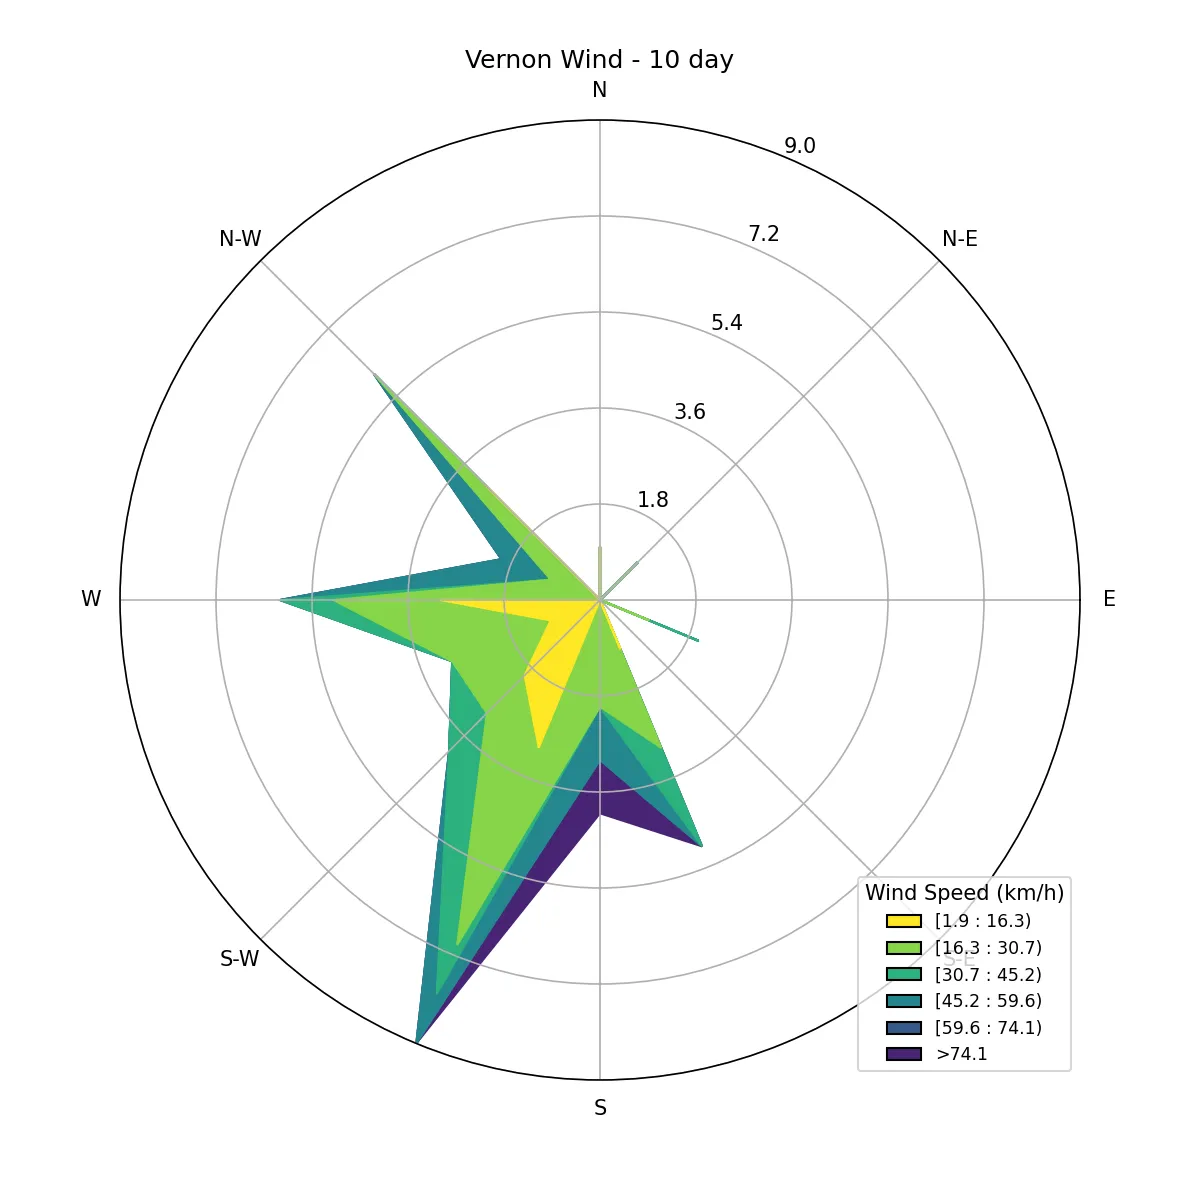 Vernon Wind - 10 day
N
9.0
N-W
7.2
N-E
5.4
3.6
1.8
W
E
Wind Speed (km/h)
[1.9 : 16.3)
[16.3 : 30.7)
S-W
S-E
[30.7 : 45.2)
[45.2 : 59.6)
[59.6 : 74.1)
>74.1
S